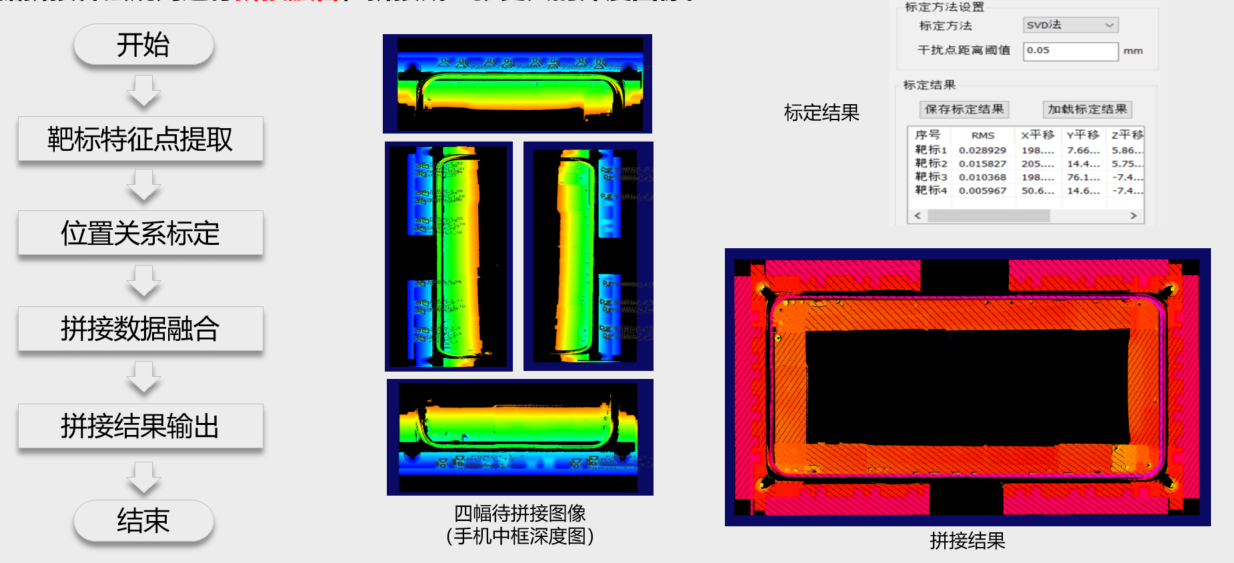 开始
靶标特征点提取
位置关系标定
拼接数据融合
拼接结果输出
结束
四幅待拼接图像
(手机中框深度图)
标定方法设置
标定方法 SVD法
干扰点距离阈值 0.05 mm
标定结果
标定结果
保存标定结果 加载标定结果
序号 RMS X平移 Y平移 Z平移
靶标1 0.028929 198.... 7.66... 5.86...
靶标2 0.015827 205.... 14.4... 5.75...
靶标3 0.010368 198.... 76.1... -7.4...
靶标4 0.005967 50.6... 14.6... -7.4...
拼接结果